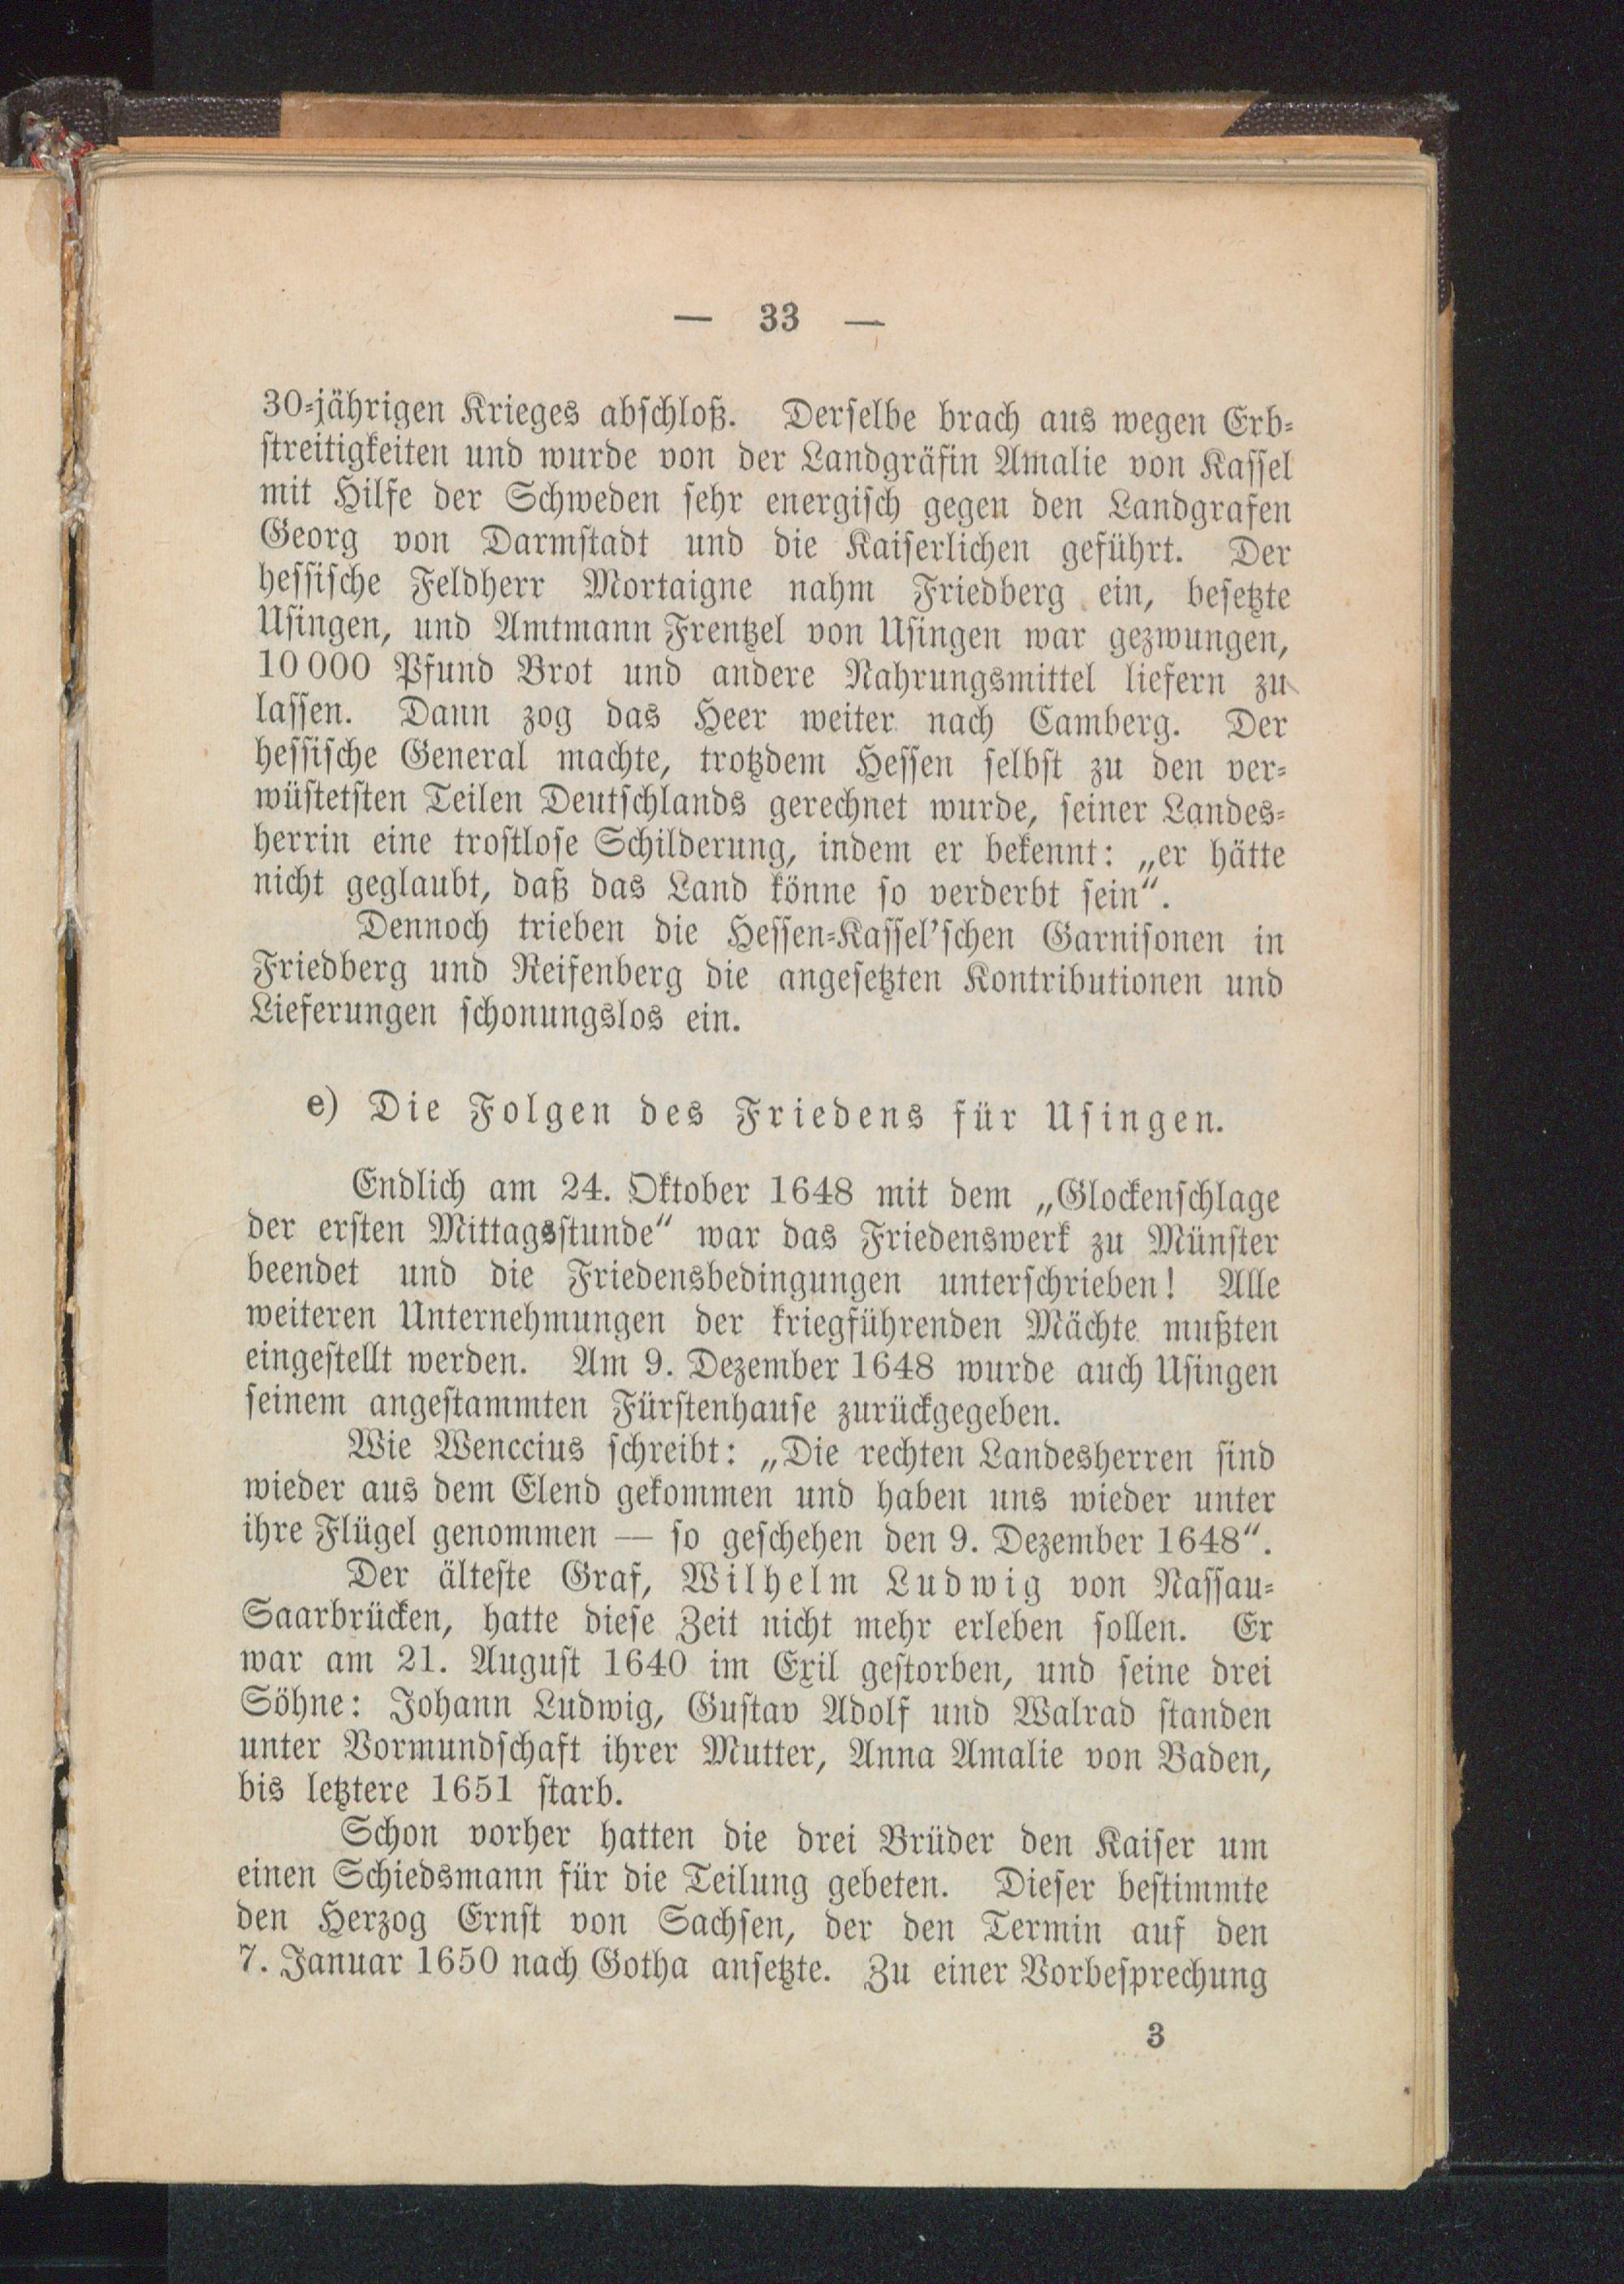 — 33 —
30-jährigen Krieges abschloß. Derselbe brach aus wegen Erb-
streitigkeiten und wurde von der Landgräfin Amalie von Kassel
mit Hilfe der Schweden sehr energisch gegen den Landgrafen
Georg von Darmstadt und die Kaiserlichen geführt. Der
hessische Feldherr Mortaigne nahm Friedberg ein, besetzte
Usingen, und Amtmann Frentzel von Usingen war gezwungen,
10 000 Pfund Brot und andere Nahrungsmittel liefern zu
lassen. Dann zog das Heer weiter nach Camberg. Der
hessische General machte, trotzdem Hessen selbst zu den ver-
wüstetsten Teilen Deutschlands gerechnet wurde, seiner Landes-
herrin eine trostlose Schilderung, indem er bekennt: „er hätte
nicht geglaubt, daß das Land könne so verderbt sein“.
Dennoch trieben die Hessen-Kassel'schen Garnisonen in
Friedberg und Reifenberg die angesetzten Kontributionen und
Lieferungen schonungslos ein.
e) Die Folgen des Friedens für Usingen.
Endlich am 24. Oktober 1648 mit dem „Glockenschlage
der ersten Mittagsstunde“ war das Friedenswerk zu Münster
beendet und die Friedensbedingungen unterschrieben! Alle
weiteren Unternehmungen der kriegführenden Mächte mußten
eingestellt werden. Am 9. Dezember 1648 wurde auch Usingen
seinem angestammten Fürstenhause zurückgegeben.
Wie Wenccius schreibt: „Die rechten Landesherren sind
wieder aus dem Elend gekommen und haben uns wieder unter
ihre Flügel genommen — so geschehen den 9. Dezember 1648“.
Der älteste Graf, Wilhelm Ludwig von Nassau-
Saarbrücken, hatte diese Zeit nicht mehr erleben sollen. Er
war am 21. August 1640 im Exil gestorben, und seine drei
Söhne: Johann Ludwig, Gustav Adolf und Walrad standen
unter Vormundschaft ihrer Mutter, Anna Amalie von Baden,
bis letztere 1651 starb.
Schon vorher hatten die drei Brüder den Kaiser um
einen Schiedsmann für die Teilung gebeten. Dieser bestimmte
den Herzog Ernst von Sachsen, der den Termin auf den
7. Januar 1650 nach Gotha ansetzte. Zu einer Vorbesprechung
3